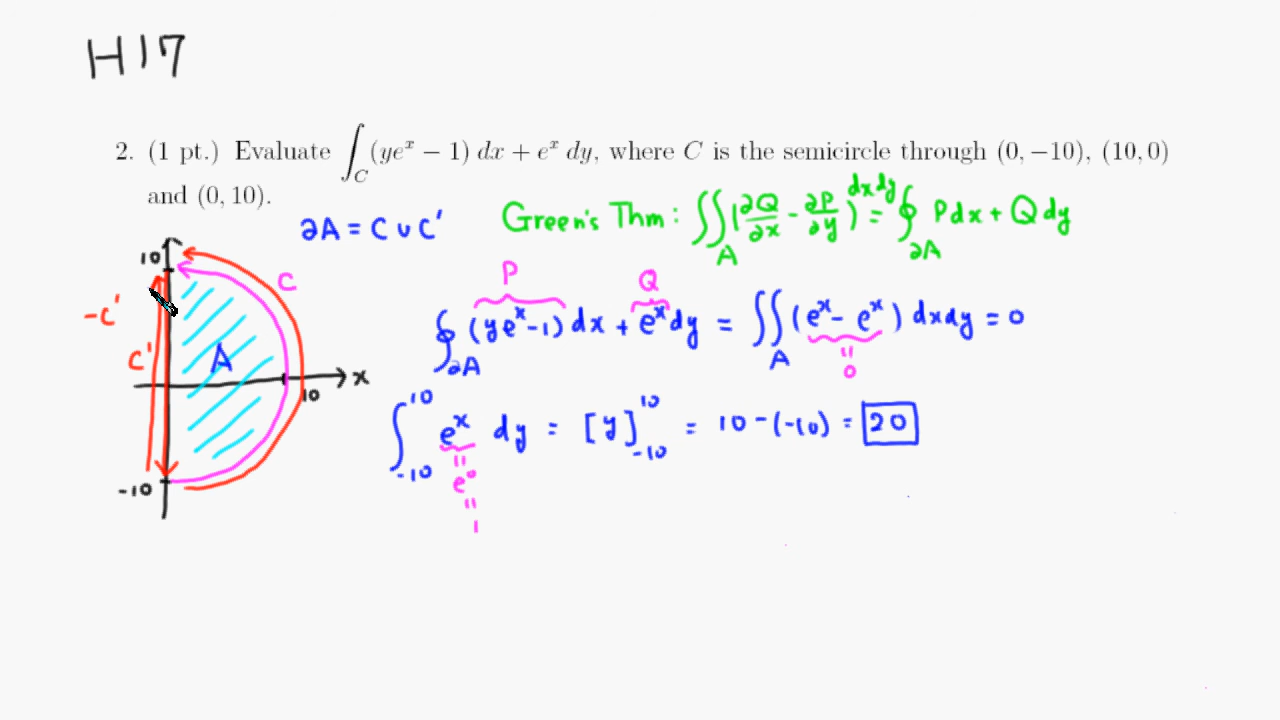 H17
2. (1 pt.) Evaluate ∫_C (ye^x − 1) dx + e^x dy, where C is the semicircle through (0, −10), (10, 0)
and (0, 10).
∂A = C ∪ C'
Green's Thm: ∬_A (∂Q/∂x − ∂P/∂y) dxdy = ∮_∂A Pdx + Qdy
10
C
-C'
C'
A
x
10
-10
P Q
∮_∂A (ye^x-1) dx + e^x dy = ∬_A (e^x - e^x) dxdy = 0
" 0
∫_-10^10 e^x dy = [y]_-10^10 = 10-(-10) = 20
" e^0
" 1